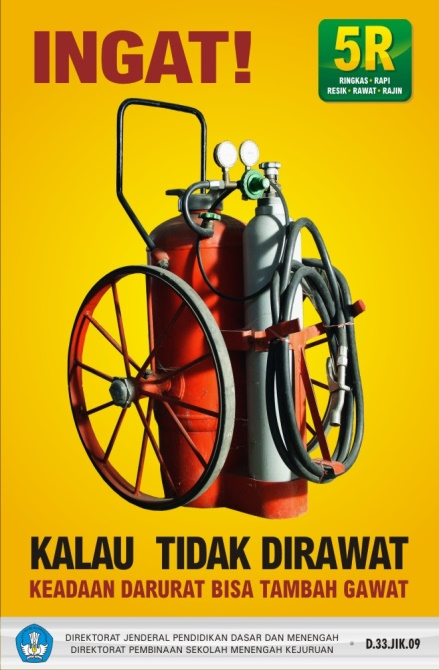 INGAT!
5R
RINGKAS • RAPI
RESIK • RAWAT • RAJIN
KALAU TIDAK DIRAWAT
KEADAAN DARURAT BISA TAMBAH GAWAT
DIREKTORAT JENDERAL PENDIDIKAN DASAR DAN MENENGAH
DIREKTORAT PEMBINAAN SEKOLAH MENENGAH KEJURUAN • D.33.JIK.09